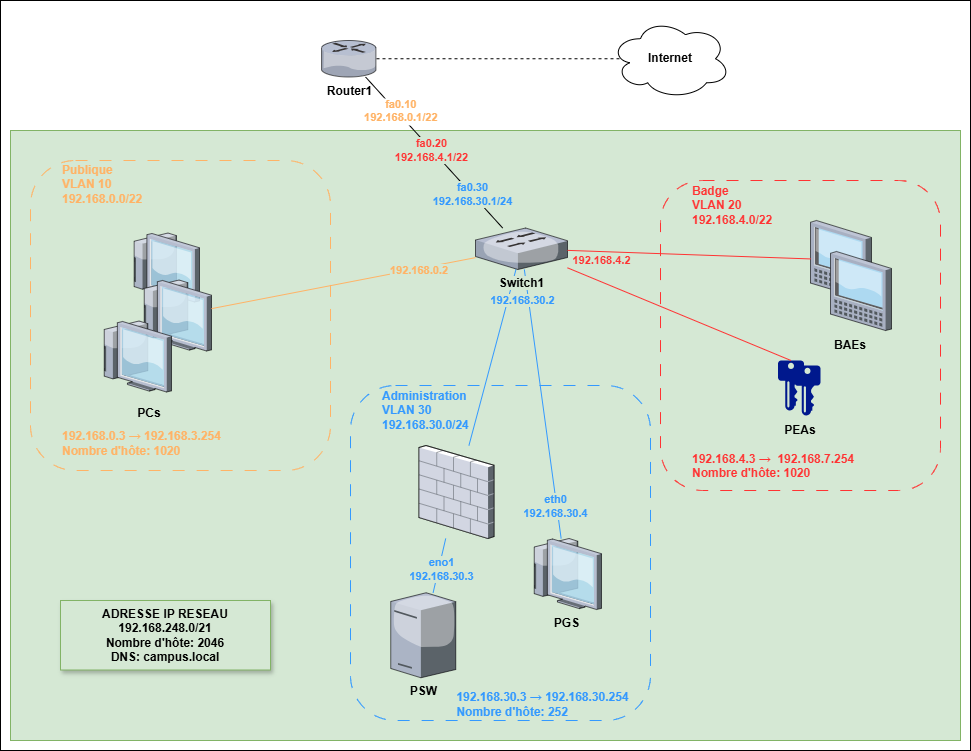 Internet
Router1
fa0.10
192.168.0.1/22
fa0.20
192.168.4.1/22
fa0.30
192.168.30.1/24
Publique
VLAN 10
192.168.0.0/22
Badge
VLAN 20
192.168.4.0/22
192.168.0.2
192.168.4.2
Switch1
192.168.30.2
BAEs
PCs
192.168.0.3 → 192.168.3.254
Nombre d'hôte: 1020
Administration
VLAN 30
192.168.30.0/24
PEAs
192.168.4.3 → 192.168.7.254
Nombre d'hôte: 1020
eth0
192.168.30.4
eno1
192.168.30.3
PGS
ADRESSE IP RESEAU
192.168.248.0/21
Nombre d'hôte: 2046
DNS: campus.local
PSW
192.168.30.3 → 192.168.30.254
Nombre d'hôte: 252